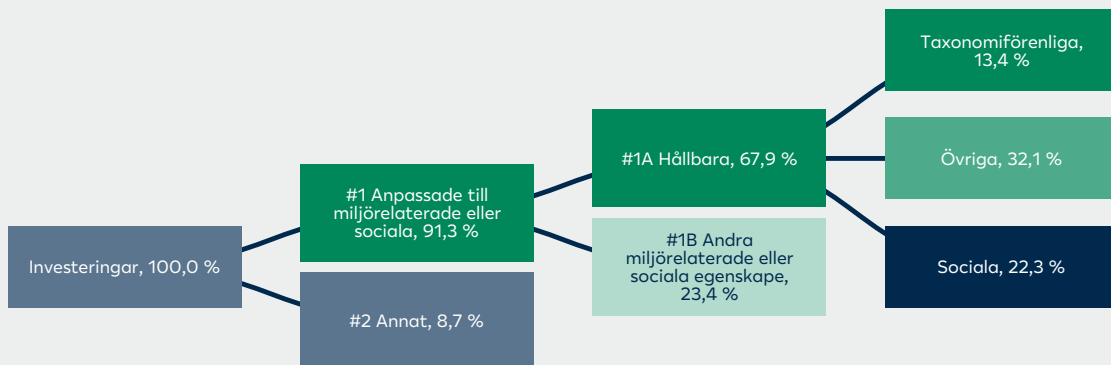 Investeringar, 100,0 %
#1 Anpassade till
miljörelaterade eller
sociala, 91,3 %
#2 Annat, 8,7 %
#1A Hållbara, 67,9 %
#1B Andra
miljörelaterade eller
sociala egenskape,
23,4 %
Taxonomiförenliga,
13,4 %
Övriga, 32,1 %
Sociala, 22,3 %